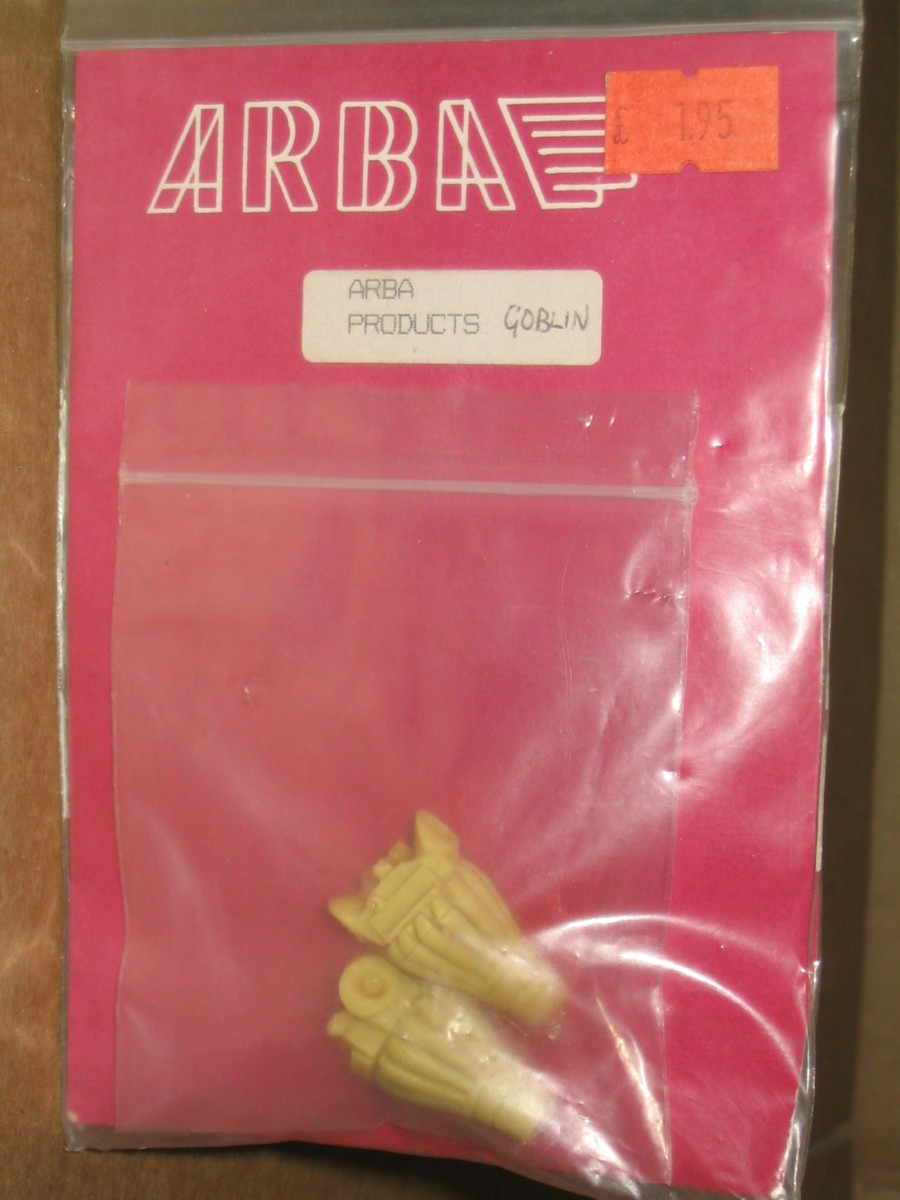 ARBA
£ 1.95
ARBA
PRODUCTS GOBLIN